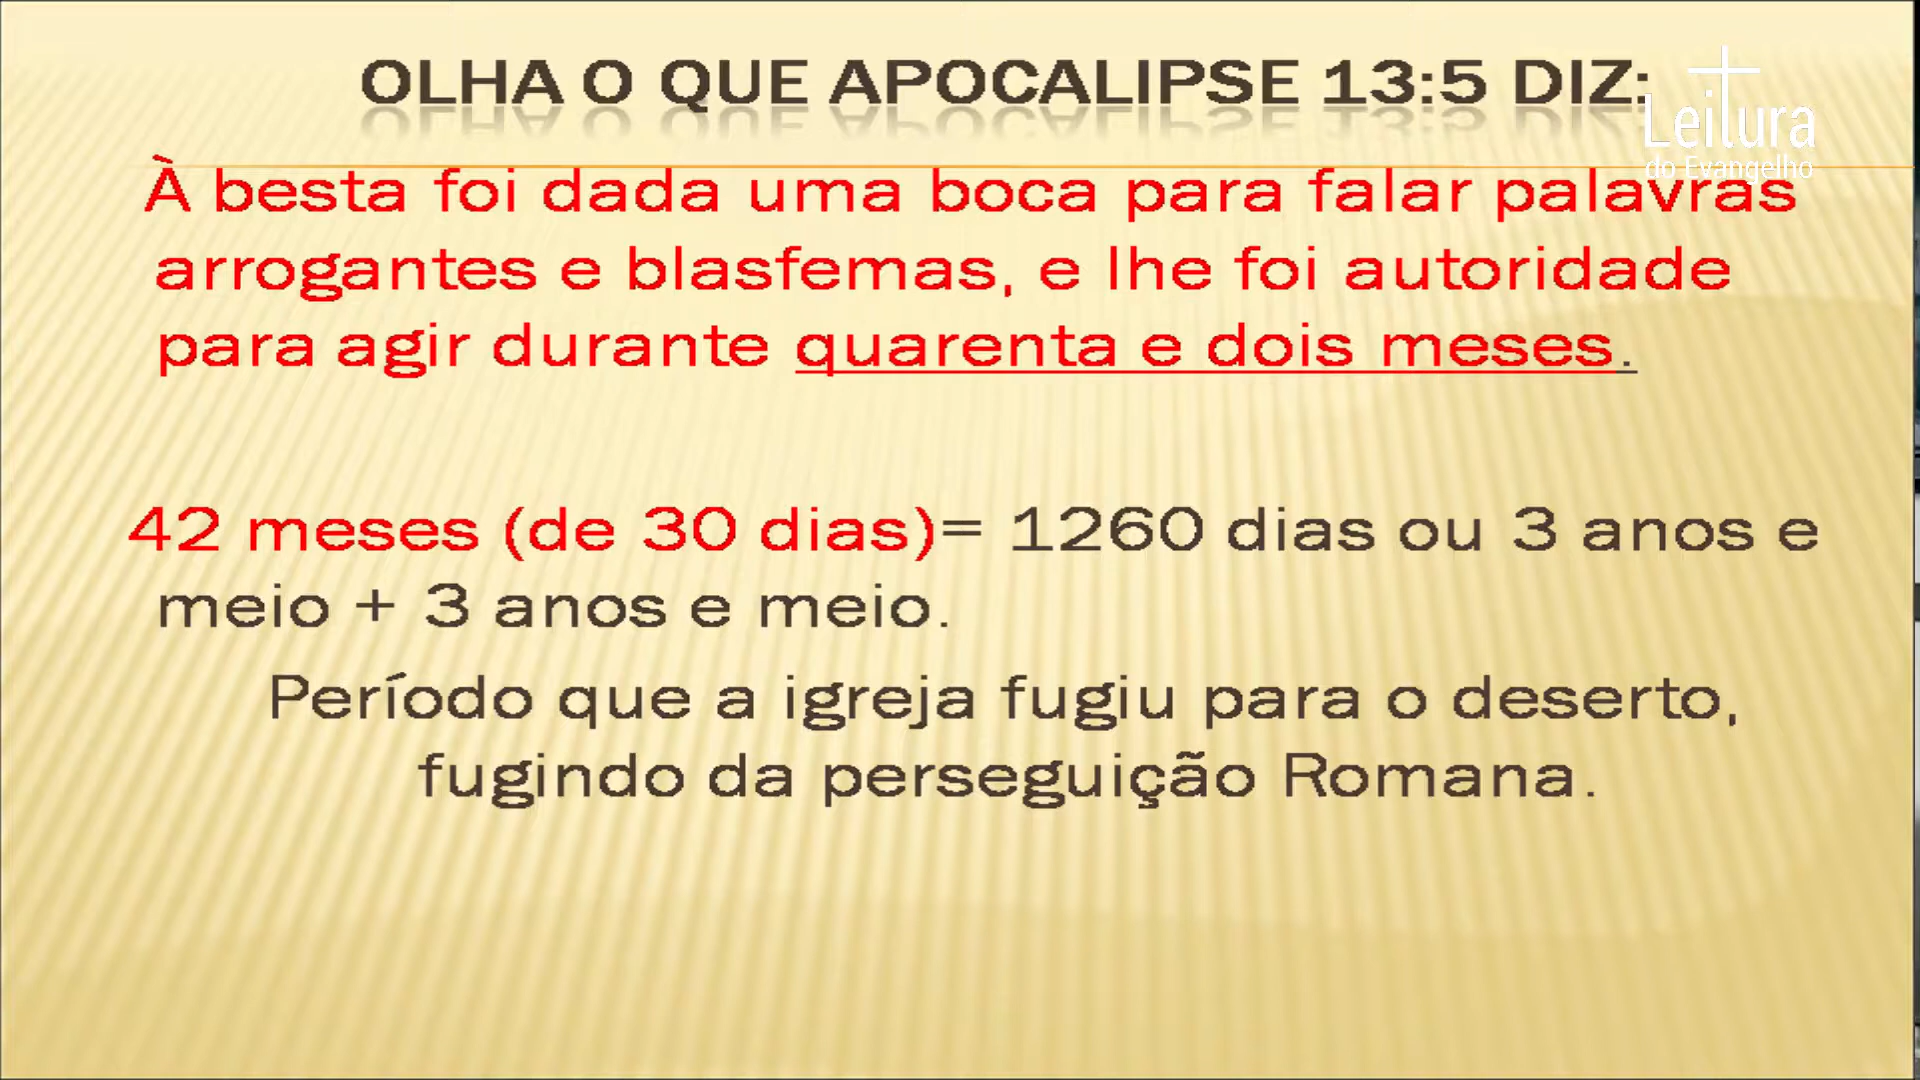 OLHA O QUE APOCALIPSE 13:5 DIZ:
Leitura
do Evangelho
À besta foi dada uma boca para falar palavras
arrogantes e blasfemas, e lhe foi autoridade
para agir durante quarenta e dois meses.
42 meses (de 30 dias)= 1260 dias ou 3 anos e
meio + 3 anos e meio.
Período que a igreja fugiu para o deserto,
fugindo da perseguição Romana.